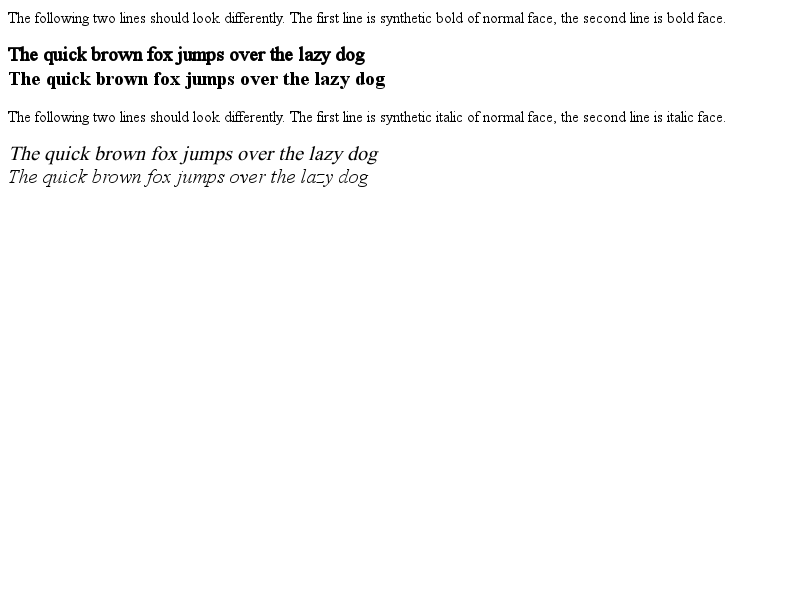 The following two lines should look differently. The first line is synthetic bold of normal face, the second line is bold face.
The quick brown fox jumps over the lazy dog
The quick brown fox jumps over the lazy dog
The following two lines should look differently. The first line is synthetic italic of normal face, the second line is italic face.
The quick brown fox jumps over the lazy dog
The quick brown fox jumps over the lazy dog